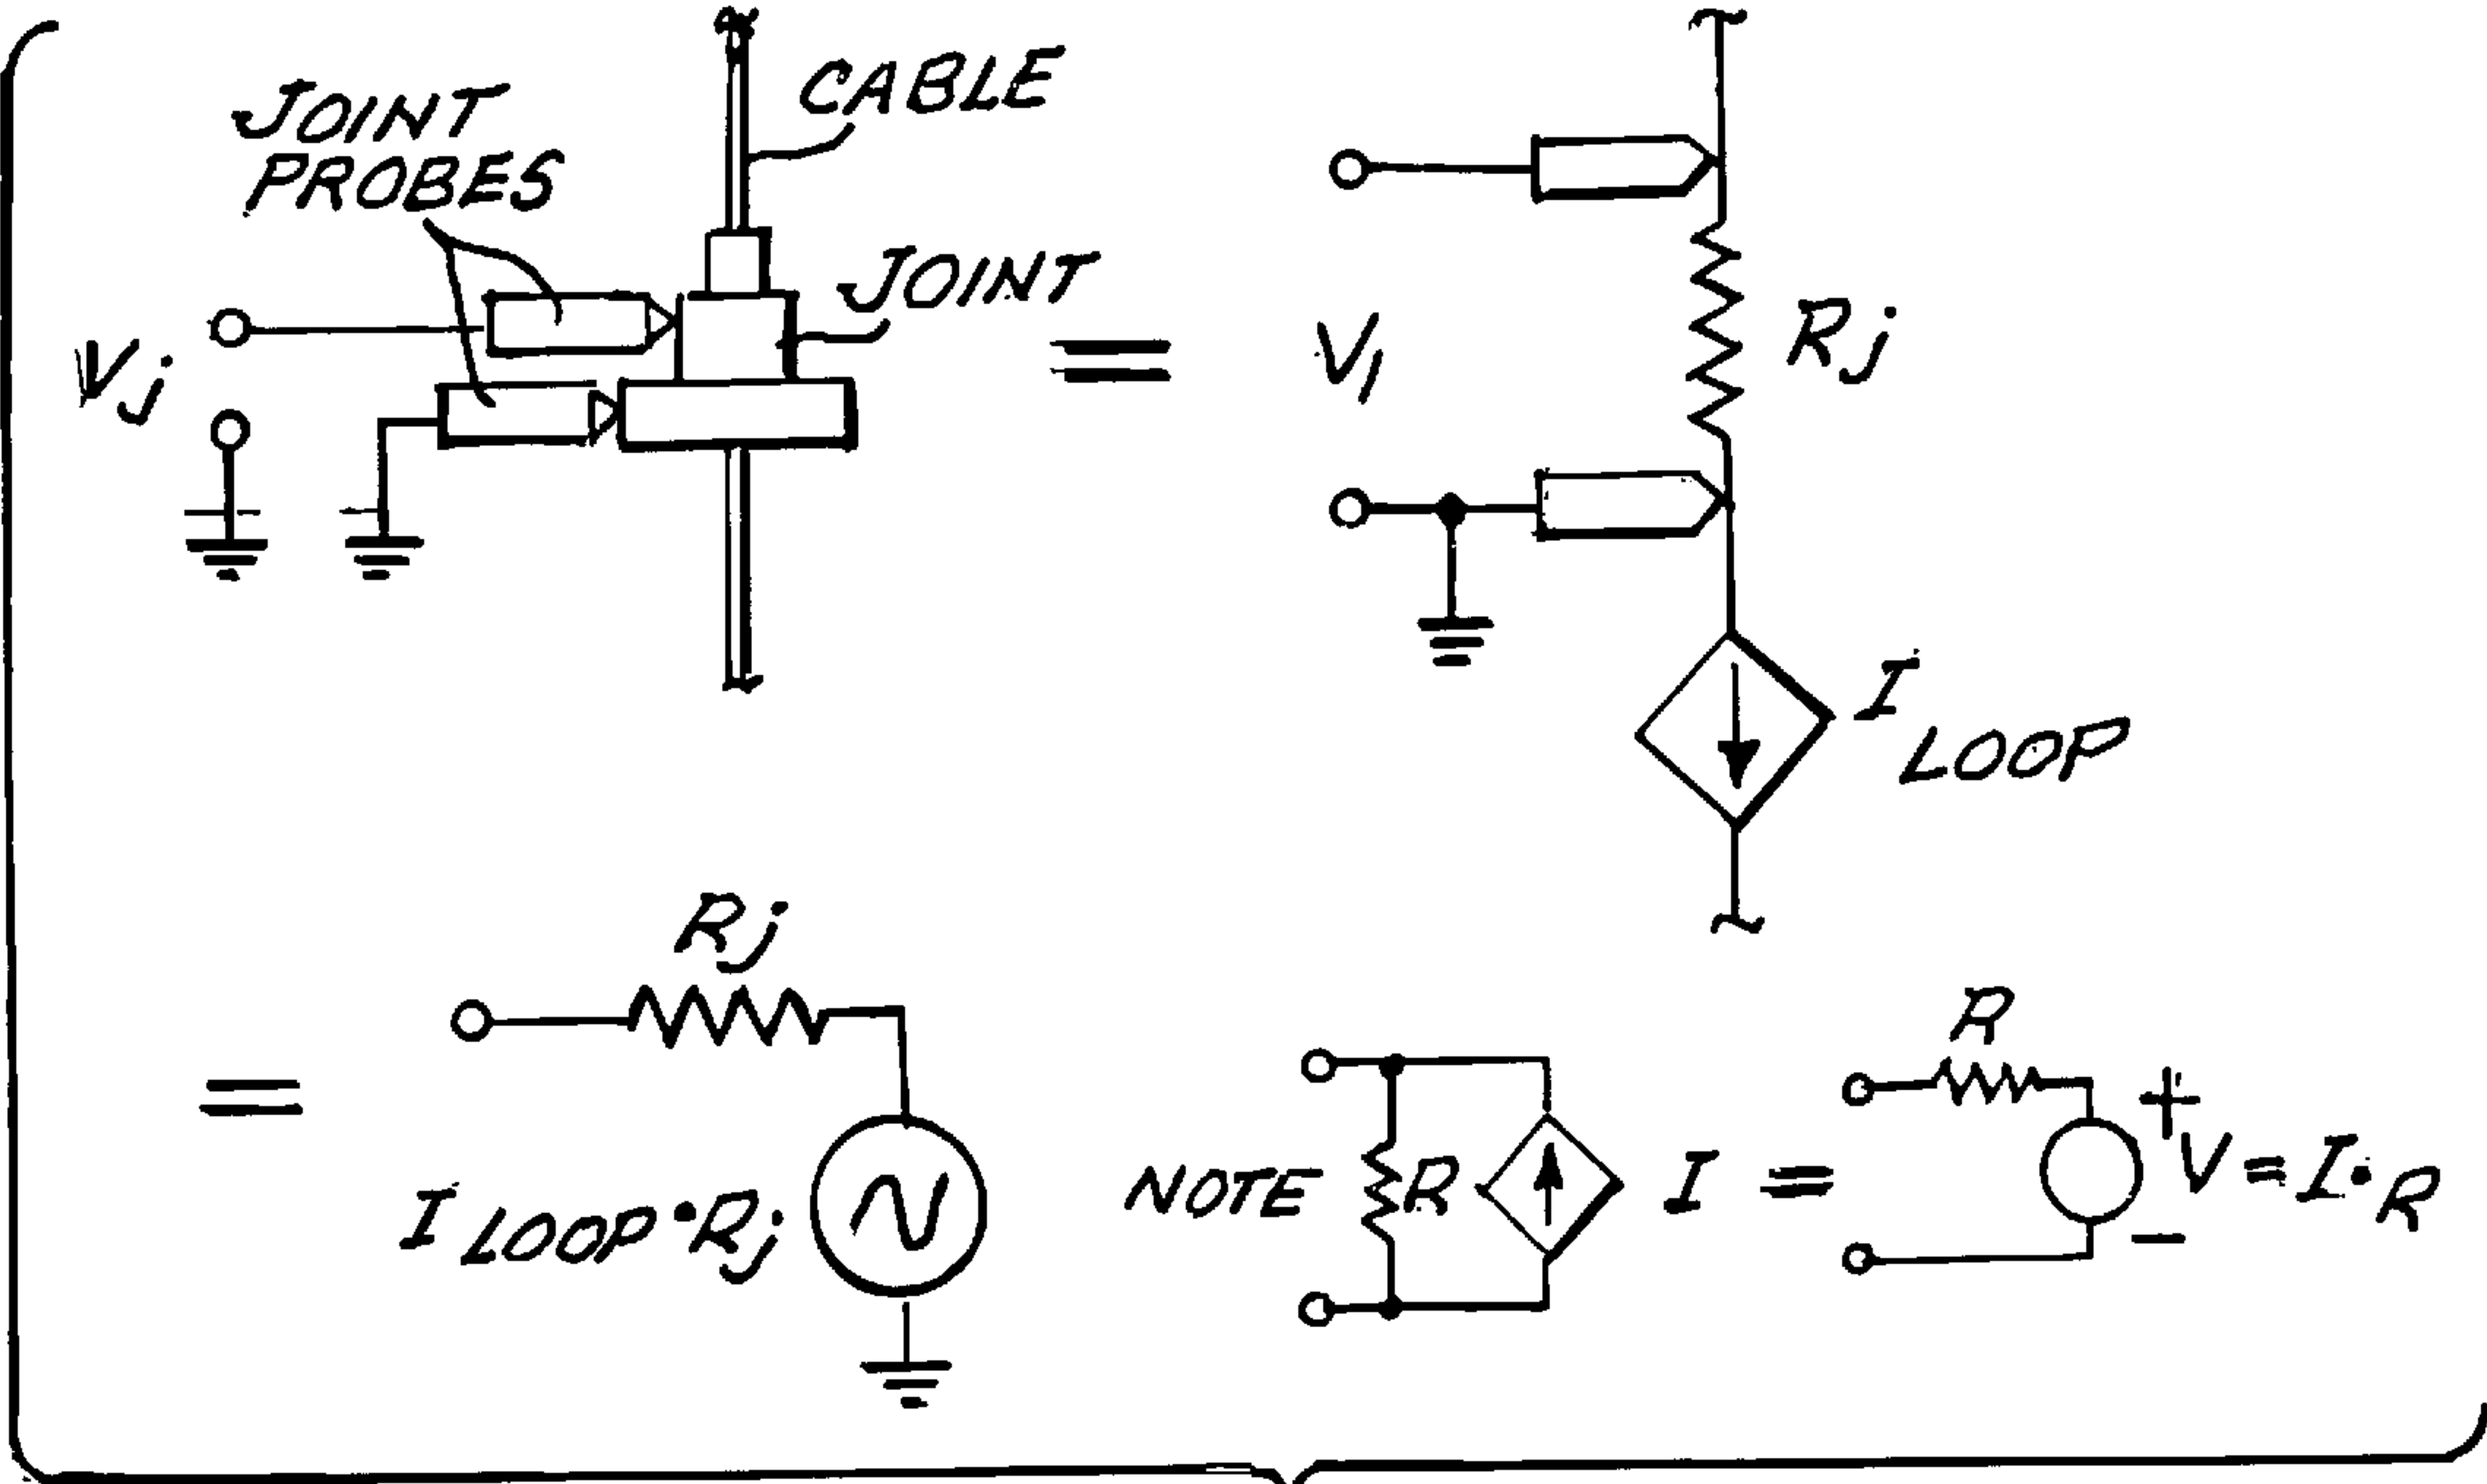 JOINT
PROBES
CABLE
JOINT
Vj
=
V1
Rj
I LOOP
=
Rj
I LOOP • Rj
NOTE
R
I
=
R
+
V = I • R
-